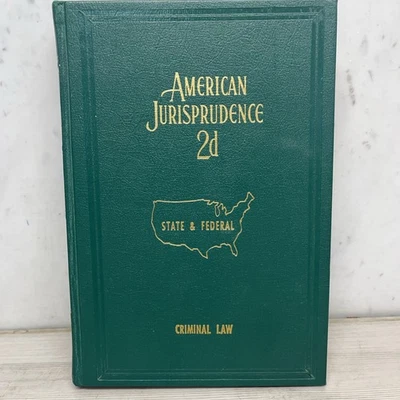 AMERICAN
JURISPRUDENCE
2d
STATE & FEDERAL
CRIMINAL LAW